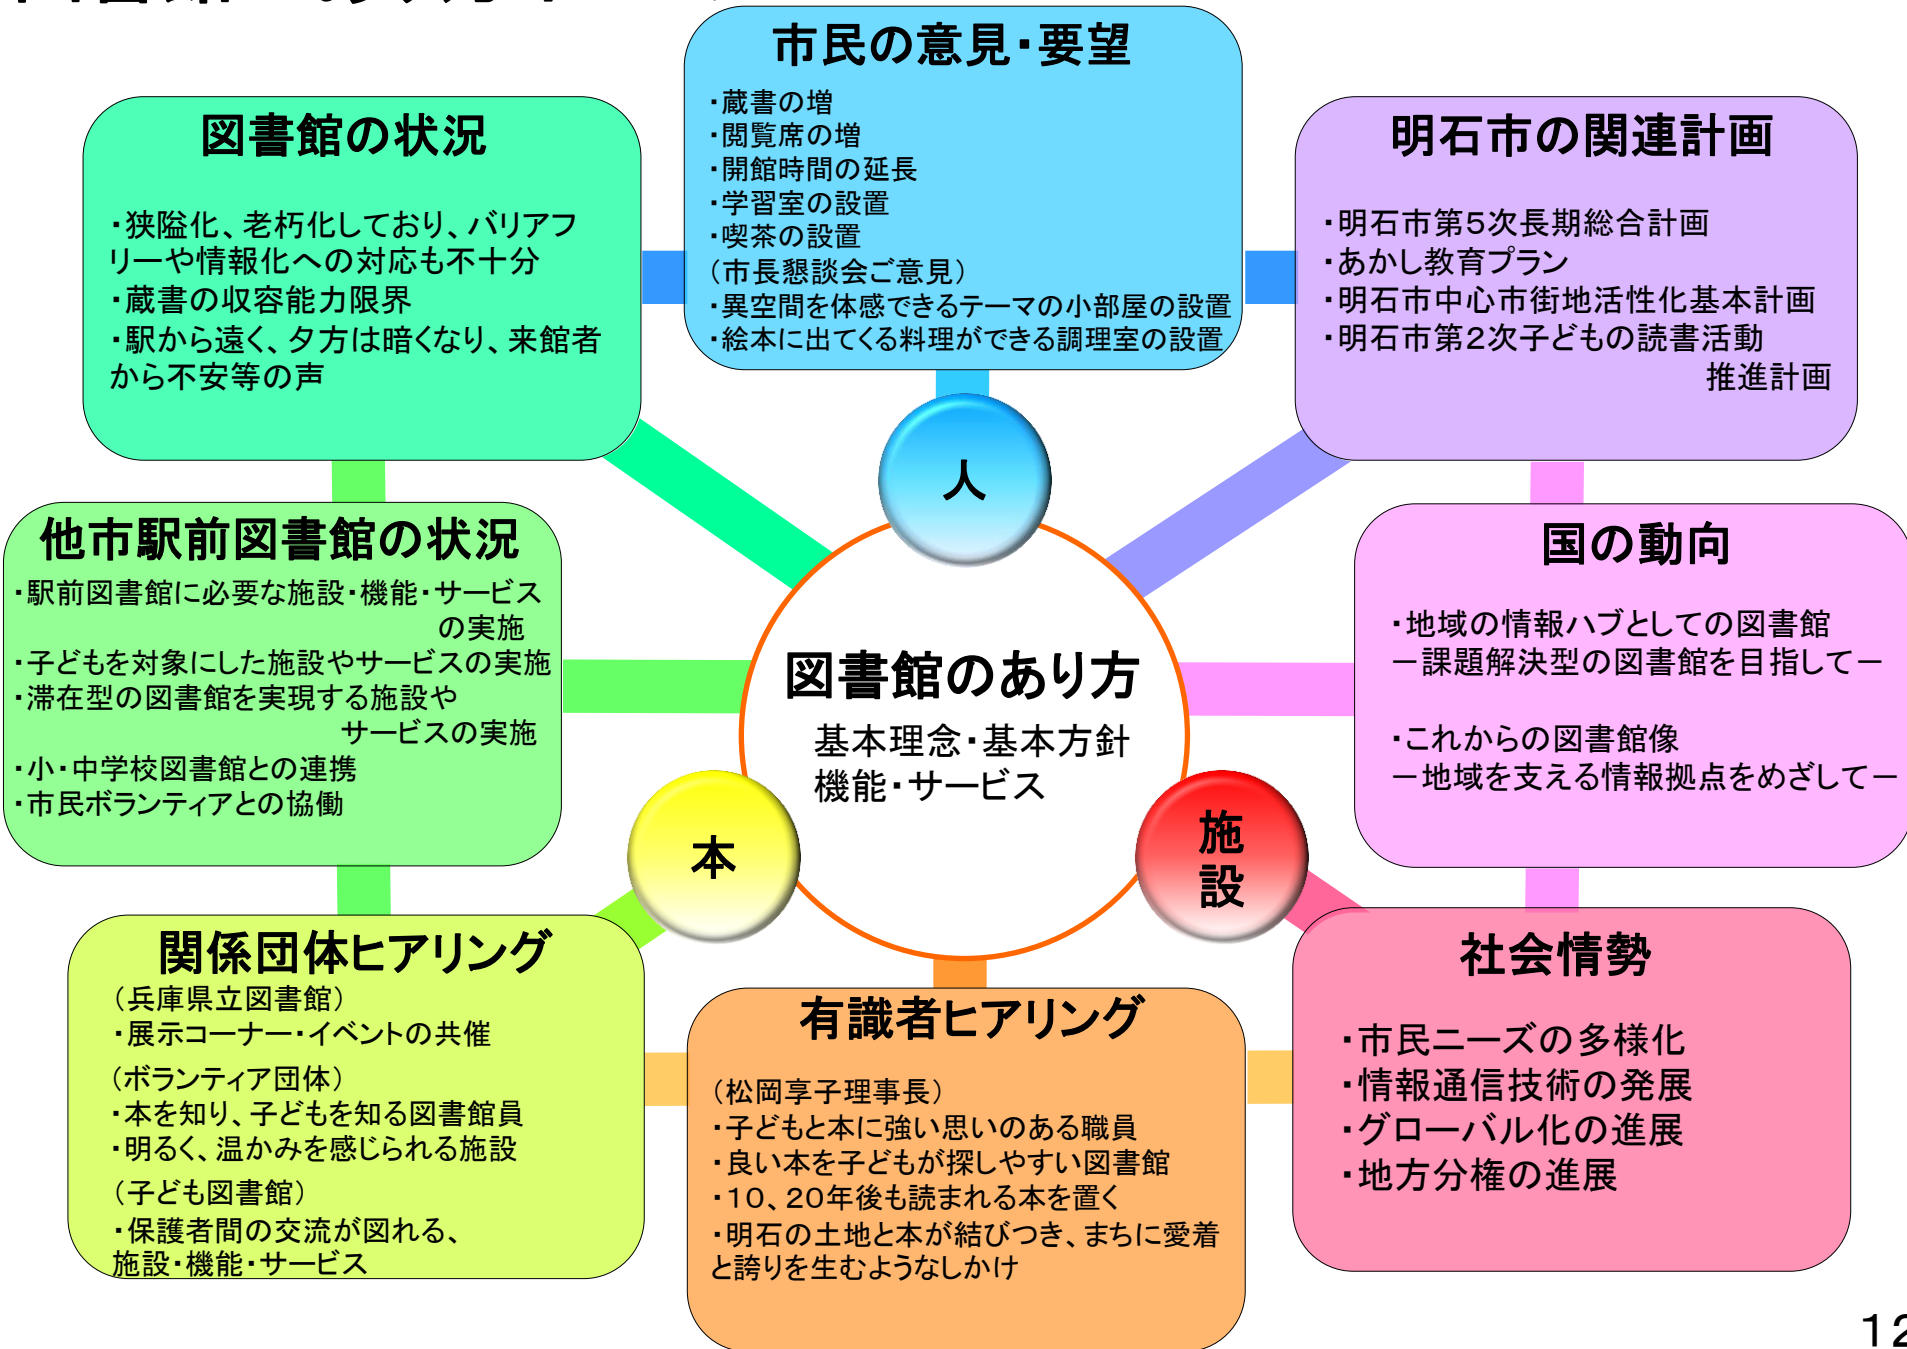 市民の意見・要望
・蔵書の増
・閲覧席の増
・開館時間の延長
・学習室の設置
・喫茶の設置
(市長懇談会ご意見)
・異空間を体感できるテーマの小部屋の設置
・絵本に出てくる料理ができる調理室の設置
図書館の状況
・狭隘化、老朽化しており、バリアフ
リーや情報化への対応も不十分
・蔵書の収容能力限界
・駅から遠く、夕方は暗くなり、来館者
から不安等の声
明石市の関連計画
・明石市第5次長期総合計画
・あかし教育プラン
・明石市中心市街地活性化基本計画
・明石市第2次子どもの読書活動
推進計画
人
他市駅前図書館の状況
・駅前図書館に必要な施設・機能・サービス
の実施
・子どもを対象にした施設やサービスの実施
・滞在型の図書館を実現する施設や
サービスの実施
・小・中学校図書館との連携
・市民ボランティアとの協働
図書館のあり方
基本理念・基本方針
機能・サービス
国の動向
・地域の情報ハブとしての図書館
－課題解決型の図書館を目指して－
・これからの図書館像
－地域を支える情報拠点をめざして－
本
施
設
関係団体ヒアリング
(兵庫県立図書館)
・展示コーナー・イベントの共催
(ボランティア団体)
・本を知り、子どもを知る図書館員
・明るく、温かみを感じられる施設
(子ども図書館)
・保護者間の交流が図れる、
施設・機能・サービス
有識者ヒアリング
(松岡享子理事長)
・子どもと本に強い思いのある職員
・良い本を子どもが探しやすい図書館
・10、20年後も読まれる本を置く
・明石の土地と本が結びつき、まちに愛着
と誇りを生むようなしかけ
社会情勢
・市民ニーズの多様化
・情報通信技術の発展
・グローバル化の進展
・地方分権の進展
12